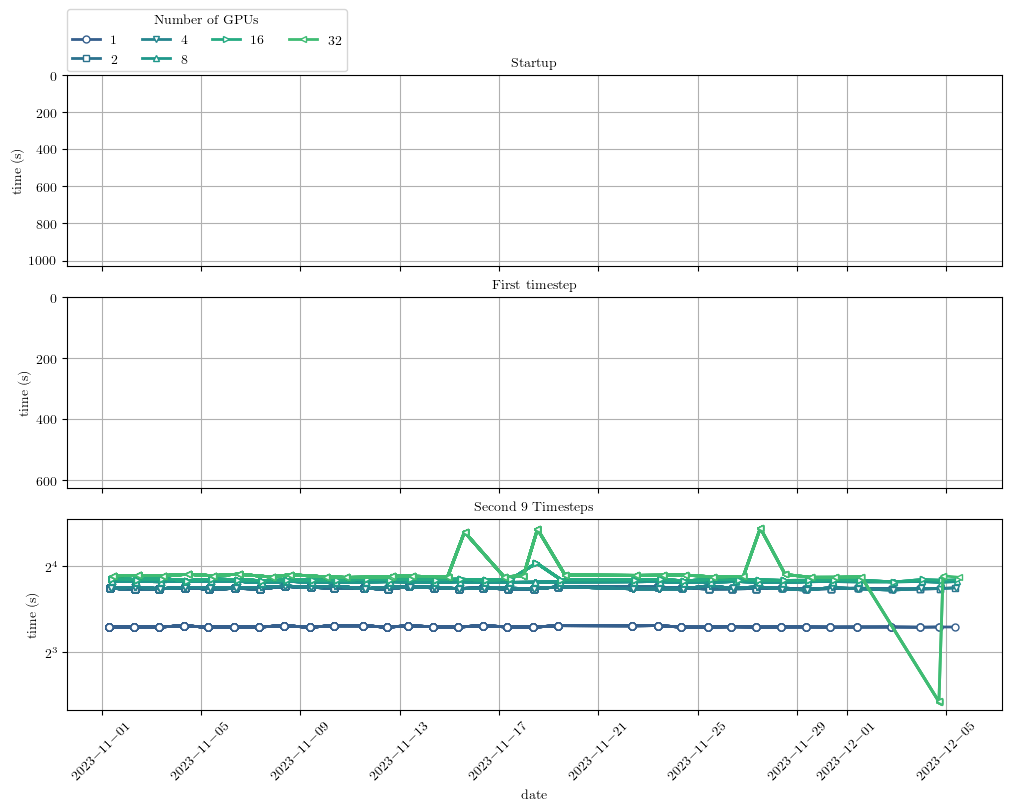 Number of GPUs
1 4 16 32
2 8
Startup
0
200
400
600
800
1000
time (s)
First timestep
0
200
400
600
time (s)
Second 9 Timesteps
2⁴
2³
time (s)
2023−11−01 2023−11−05 2023−11−09 2023−11−13 2023−11−17 2023−11−21 2023−11−25 2023−11−29 2023−12−01 2023−12−05
date